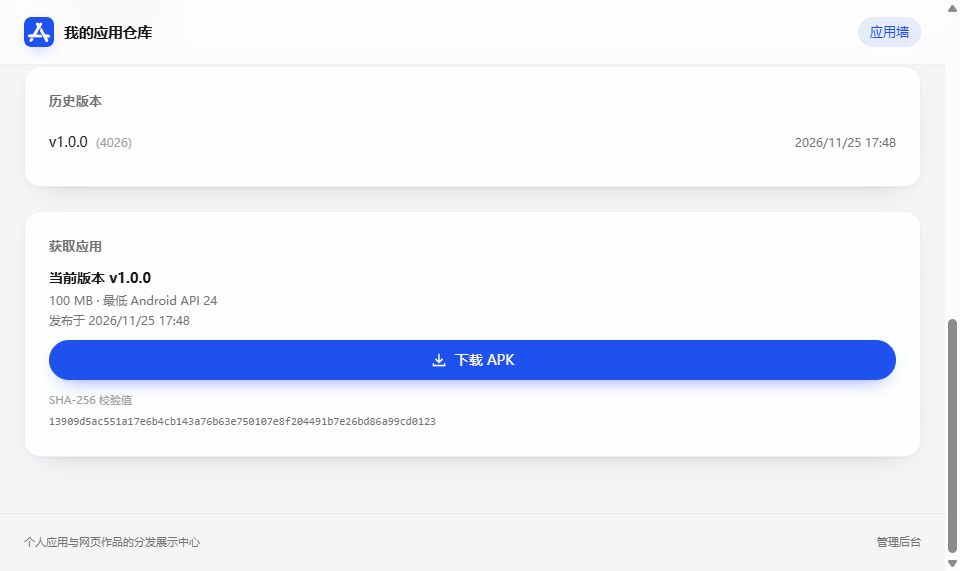 我的应用仓库
应用墙
历史版本
v1.0.0 (4026)
2026/11/25 17:48
获取应用
当前版本 v1.0.0
100 MB · 最低 Android API 24
发布于 2026/11/25 17:48
下载 APK
SHA-256 校验值
13909d5ac551a17e6b4cb143a76b63e750107e8f204491b7e26bd86a99cd0123
个人应用与网页作品的分发展示中心
管理后台